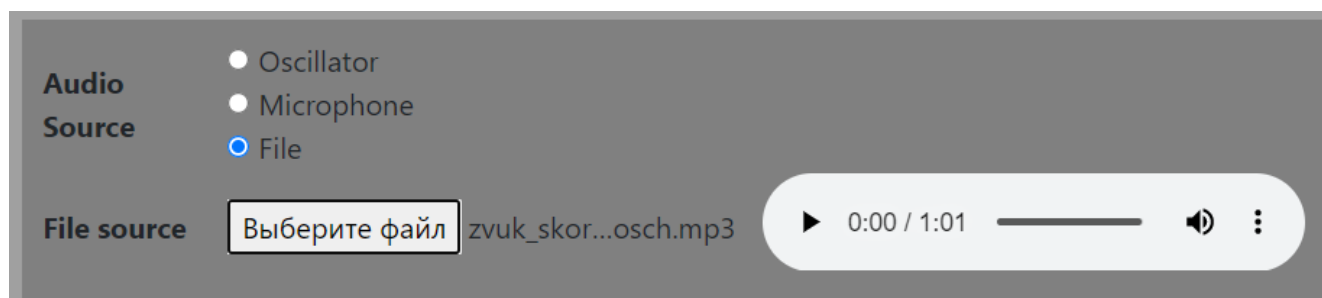 Audio Source
Oscillator
Microphone
File
File source
Выберите файл zvuk_skor...osch.mp3 0:00 / 1:01